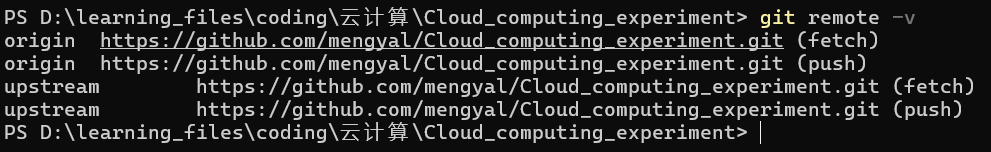 PS D:\learning_files\coding\云计算\Cloud_computing_experiment> git remote -v
origin  https://github.com/mengyal/Cloud_computing_experiment.git (fetch)
origin  https://github.com/mengyal/Cloud_computing_experiment.git (push)
upstream        https://github.com/mengyal/Cloud_computing_experiment.git (fetch)
upstream        https://github.com/mengyal/Cloud_computing_experiment.git (push)
PS D:\learning_files\coding\云计算\Cloud_computing_experiment>